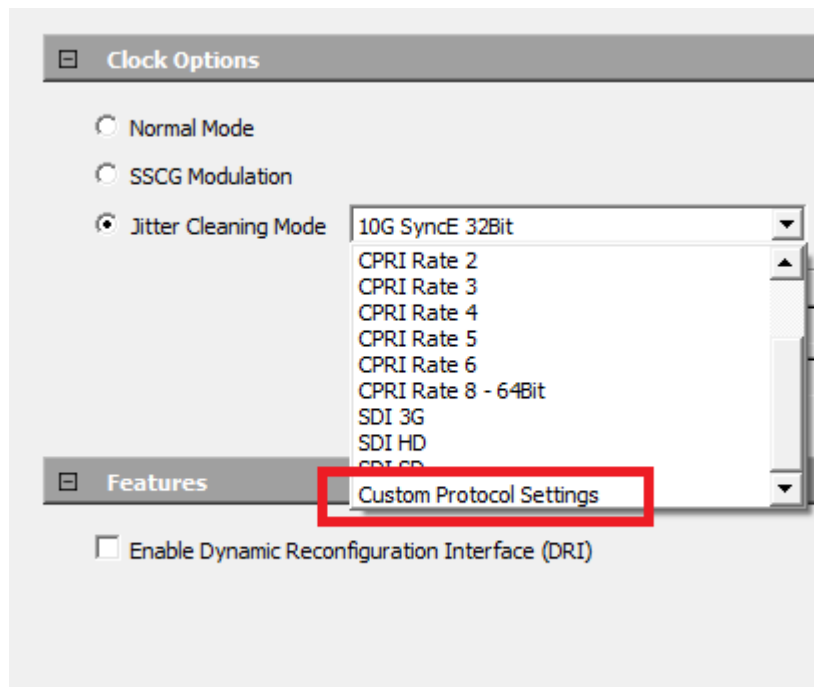 Clock Options
Normal Mode
SSCG Modulation
Jitter Cleaning Mode 10G SyncE 32Bit
CPRI Rate 2
CPRI Rate 3
CPRI Rate 4
CPRI Rate 5
CPRI Rate 6
CPRI Rate 8 - 64Bit
SDI 3G
SDI HD
SDI SD
Features
Custom Protocol Settings
Enable Dynamic Reconfiguration Interface (DRI)